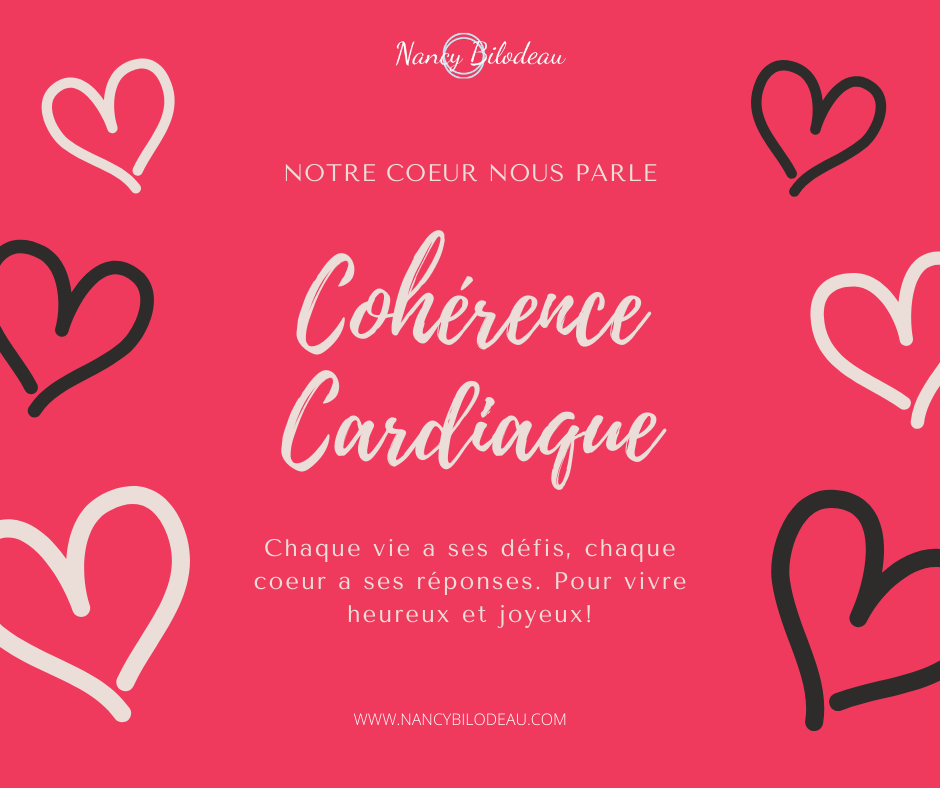 Nancy Bilodeau
NOTRE COEUR NOUS PARLE
Cohérence
Cardiaque
Chaque vie a ses défis, chaque
coeur a ses réponses. Pour vivre
heureux et joyeux!
WWW.NANCYBILODEAU.COM